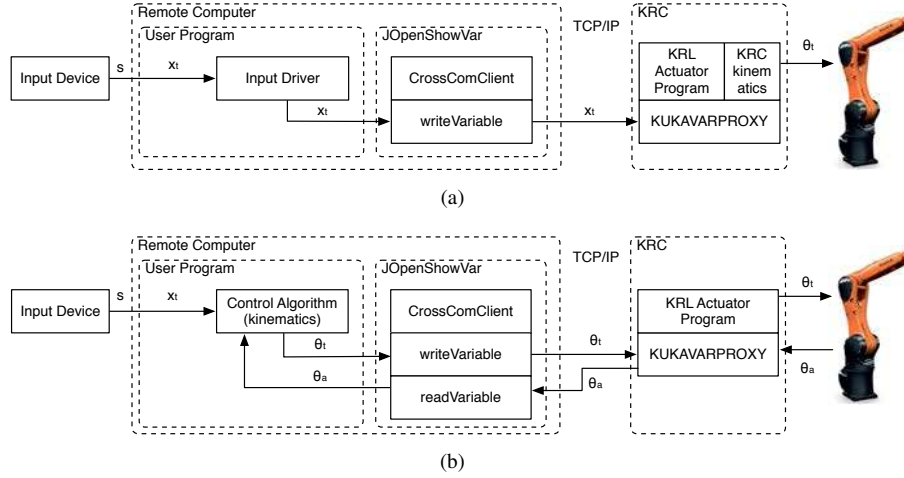 Remote Computer
User Program
JOpenShowVar
TCP/IP
KRC
Input Device
s
xt
Input Driver
xt
CrossComClient
writeVariable
xt
KRL
Actuator
Program
KRC
kinem
atics
KUKAVARPROXY
θt
(a)
Remote Computer
User Program
JOpenShowVar
TCP/IP
KRC
Input Device
s
xt
Control Algorithm
(kinematics)
θt
θa
CrossComClient
writeVariable
readVariable
θt
θa
KRL Actuator
Program
KUKAVARPROXY
θt
θa
(b)